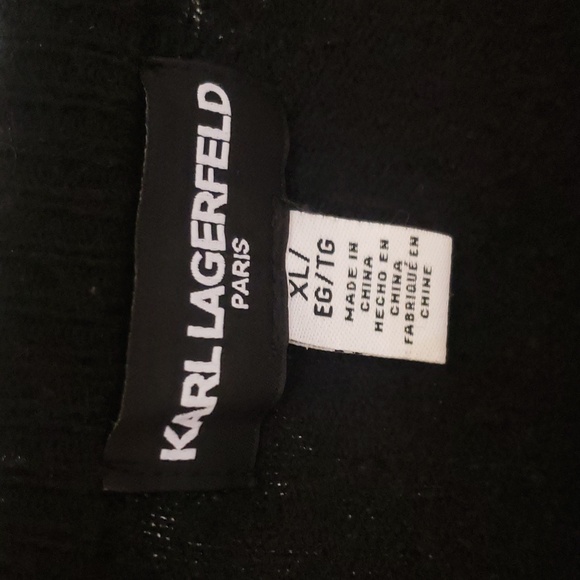 KARL LAGERFELD
PARIS
XL/
EG/TG
MADE IN
CHINA
HECHO EN
CHINA
FABRIQUÉ EN
CHINE